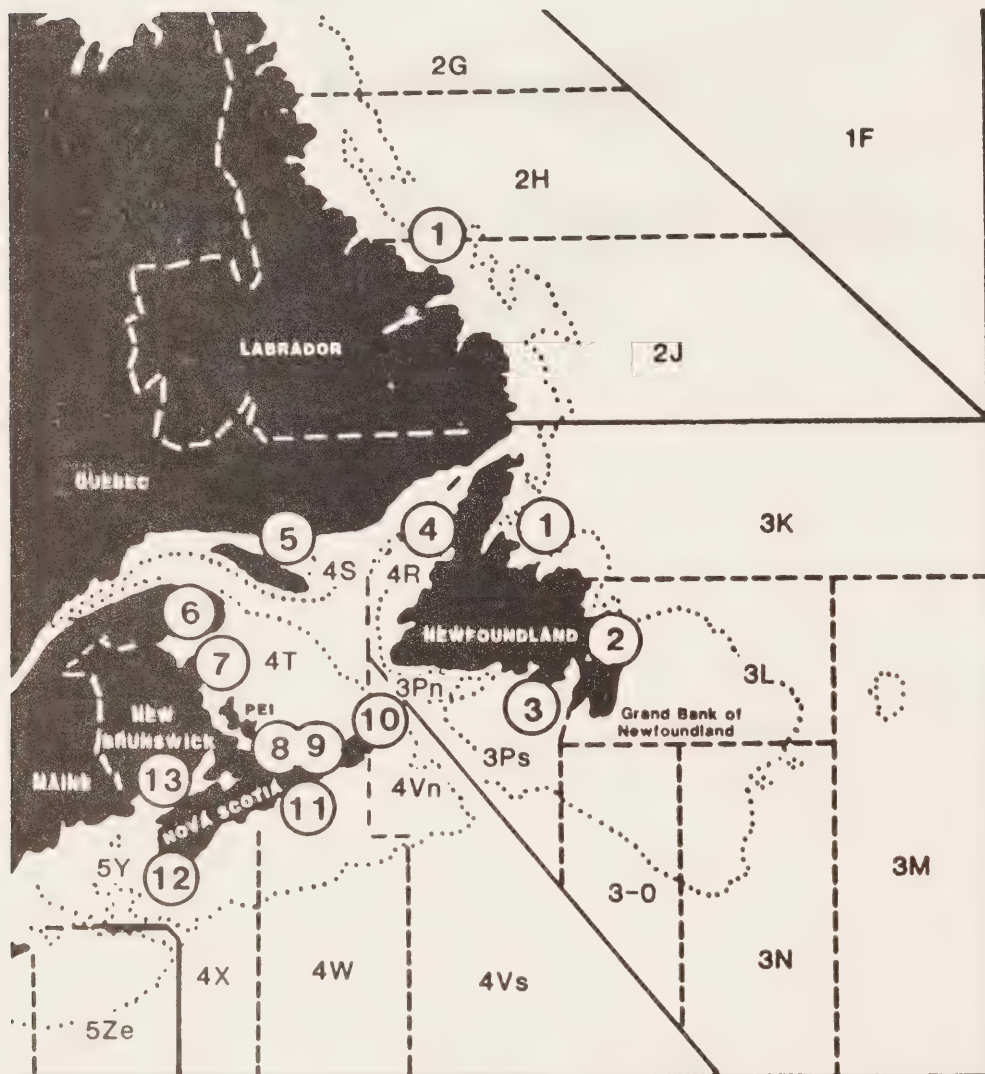 2G
1F
2H
1
LABRADOR
2J
QUEBEC
5
4
1
3K
4S
4R
6
NEWFOUNDLAND
2
7
4T
3L
3Pn
PEI
10
3
Grand Bank of
Newfoundland
NEW
BRUNSWICK
8
9
3Ps
MAINE
13
4Vn
NOVA SCOTIA
11
5Y
12
3-O
3M
4X
4W
4Vs
3N
5Ze